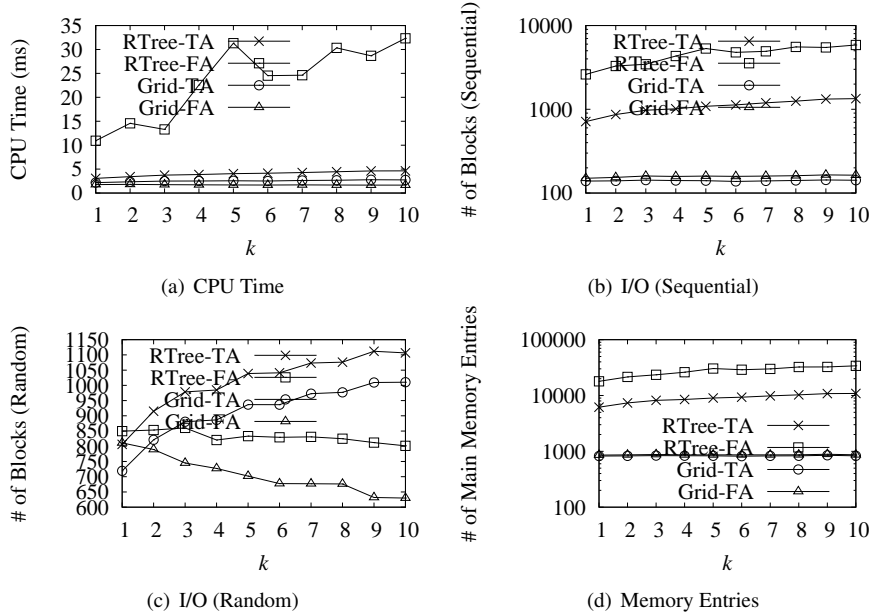 CPU Time (ms)
35
30
25
20
15
10
5
0
RTree-TA
RTree-FA
Grid-TA
Grid-FA
1 2 3 4 5 6 7 8 9 10
k
(a) CPU Time
# of Blocks (Sequential)
10000
1000
100
RTree-TA
RTree-FA
Grid-TA
Grid-FA
1 2 3 4 5 6 7 8 9 10
k
(b) I/O (Sequential)
# of Blocks (Random)
1150
1100
1050
1000
950
900
850
800
750
700
650
600
RTree-TA
RTree-FA
Grid-TA
Grid-FA
1 2 3 4 5 6 7 8 9 10
k
(c) I/O (Random)
# of Main Memory Entries
100000
10000
1000
100
RTree-TA
RTree-FA
Grid-TA
Grid-FA
1 2 3 4 5 6 7 8 9 10
k
(d) Memory Entries